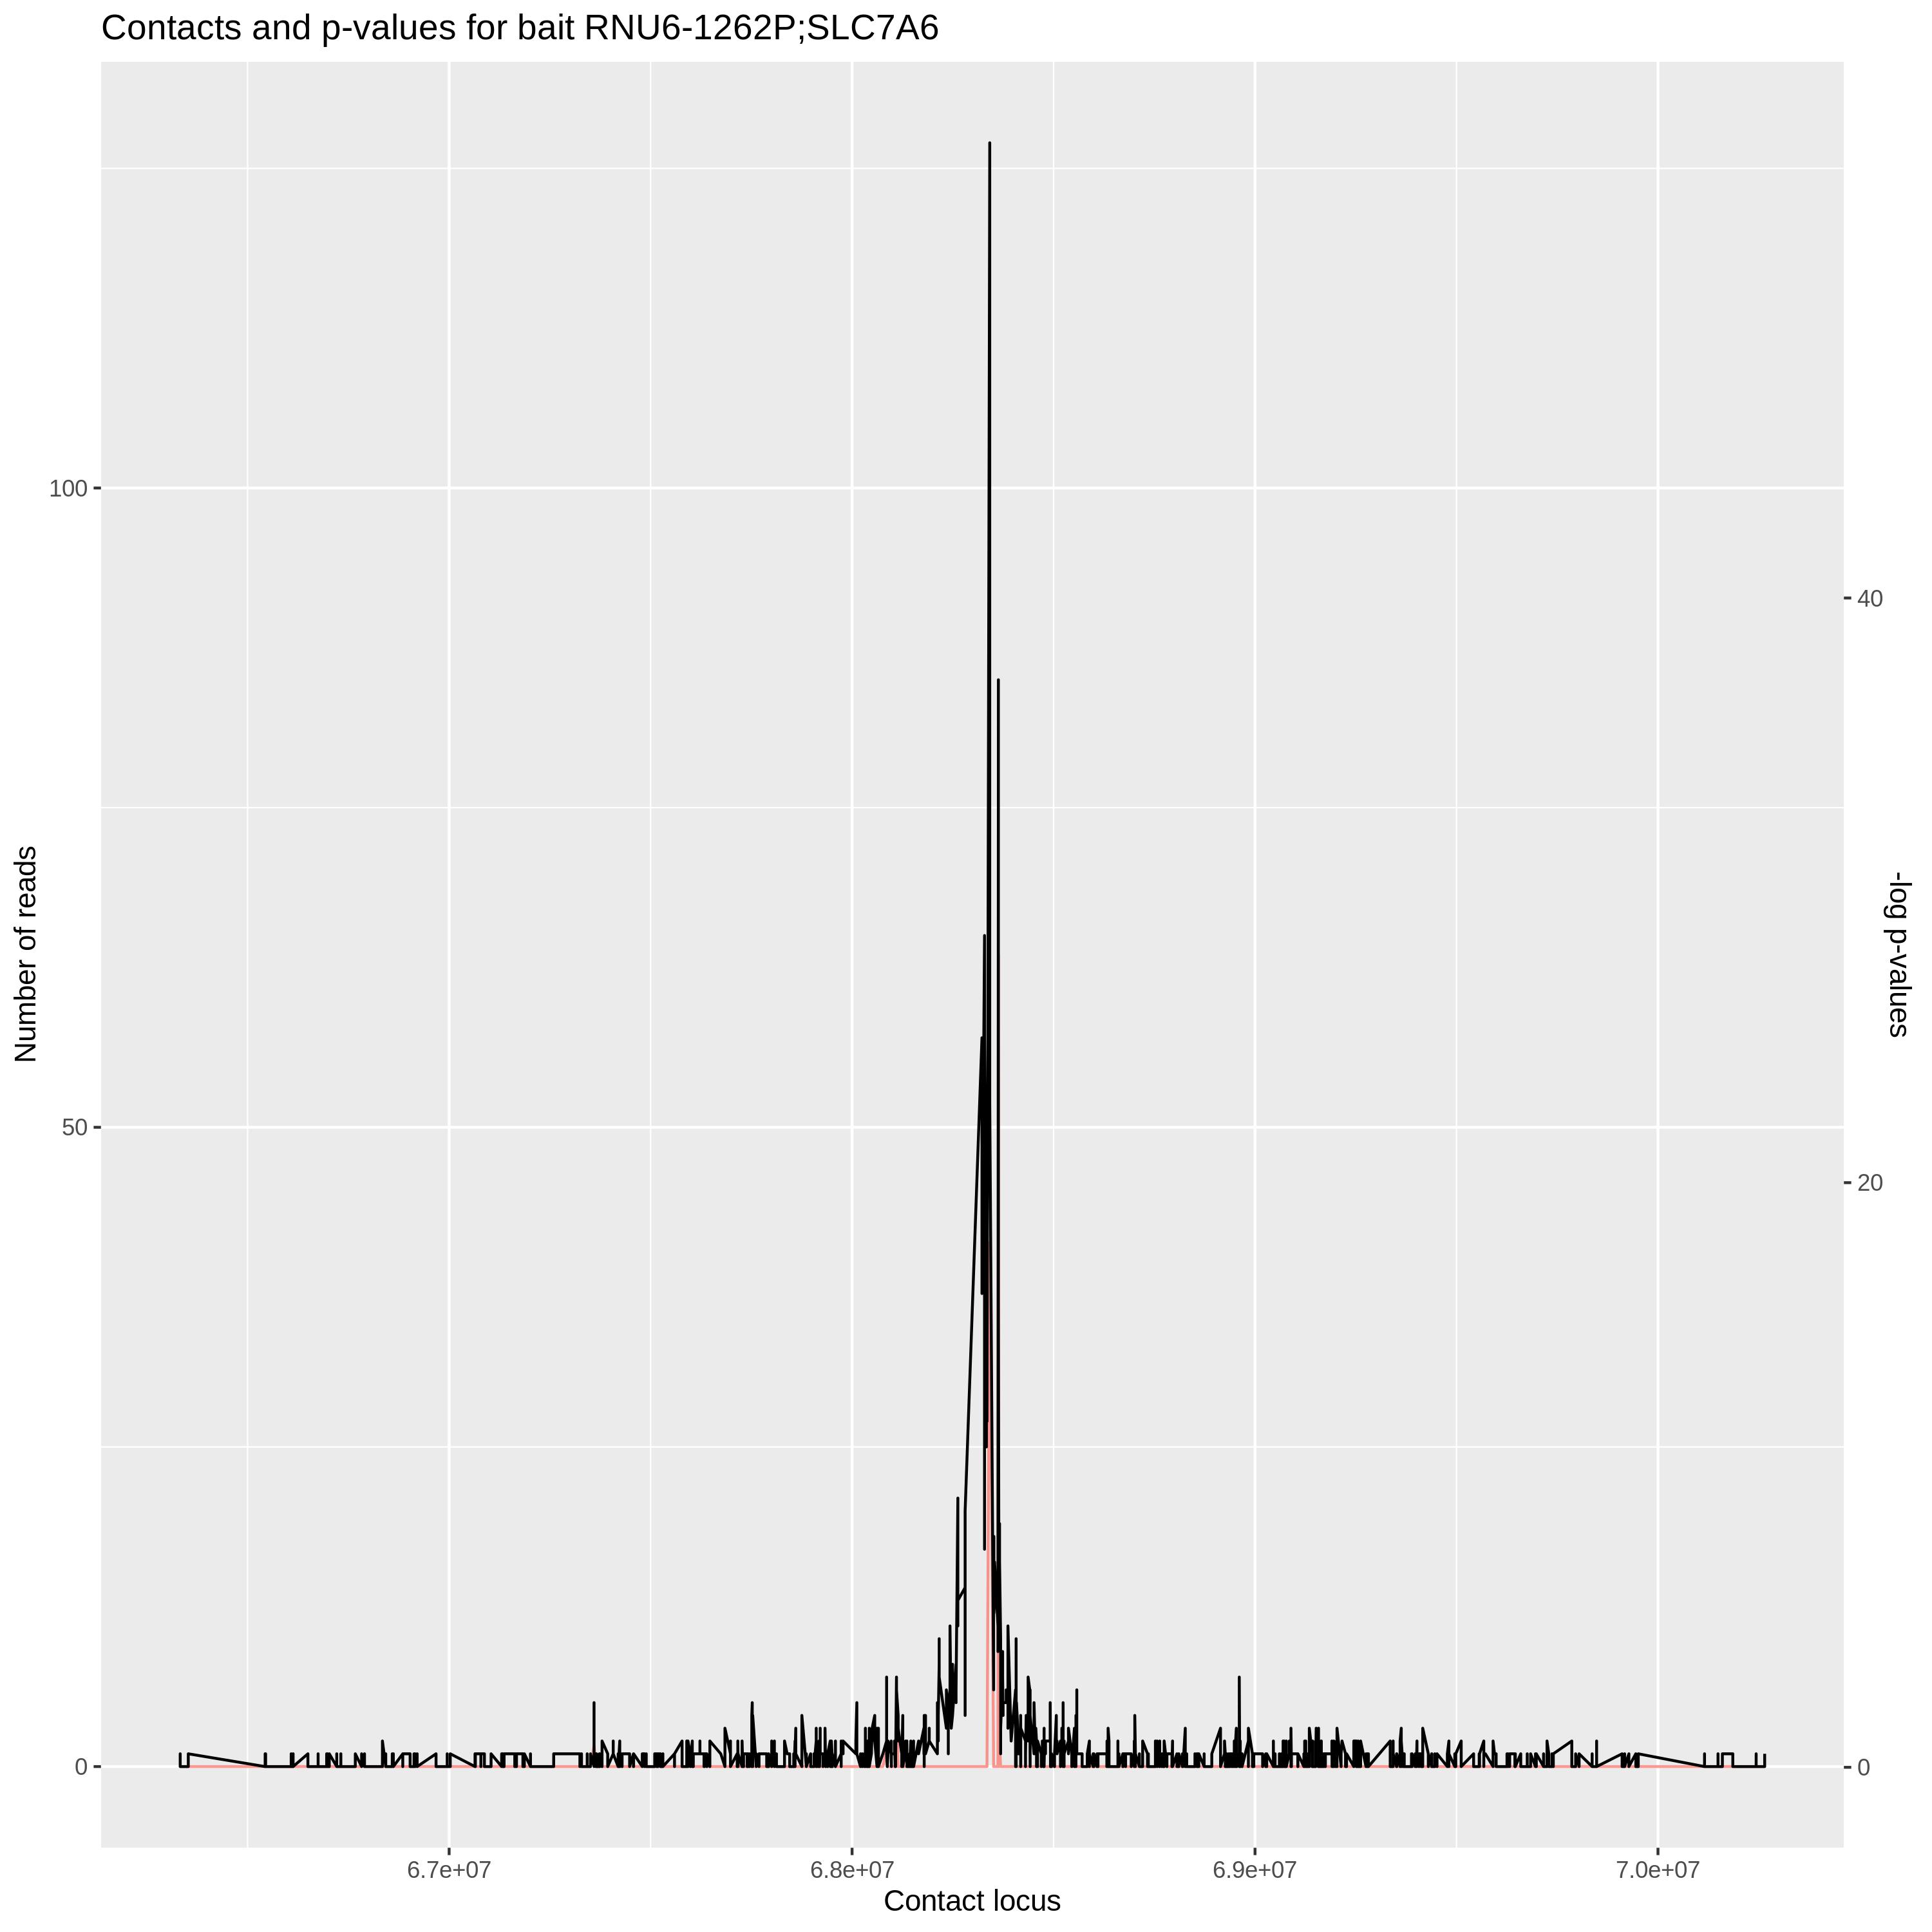 Contacts and p-values for bait RNU6-1262P;SLC7A6
100
50
0
Number of reads
40
20
0
-log p-values
6.7e+07
6.8e+07
6.9e+07
7.0e+07
Contact locus